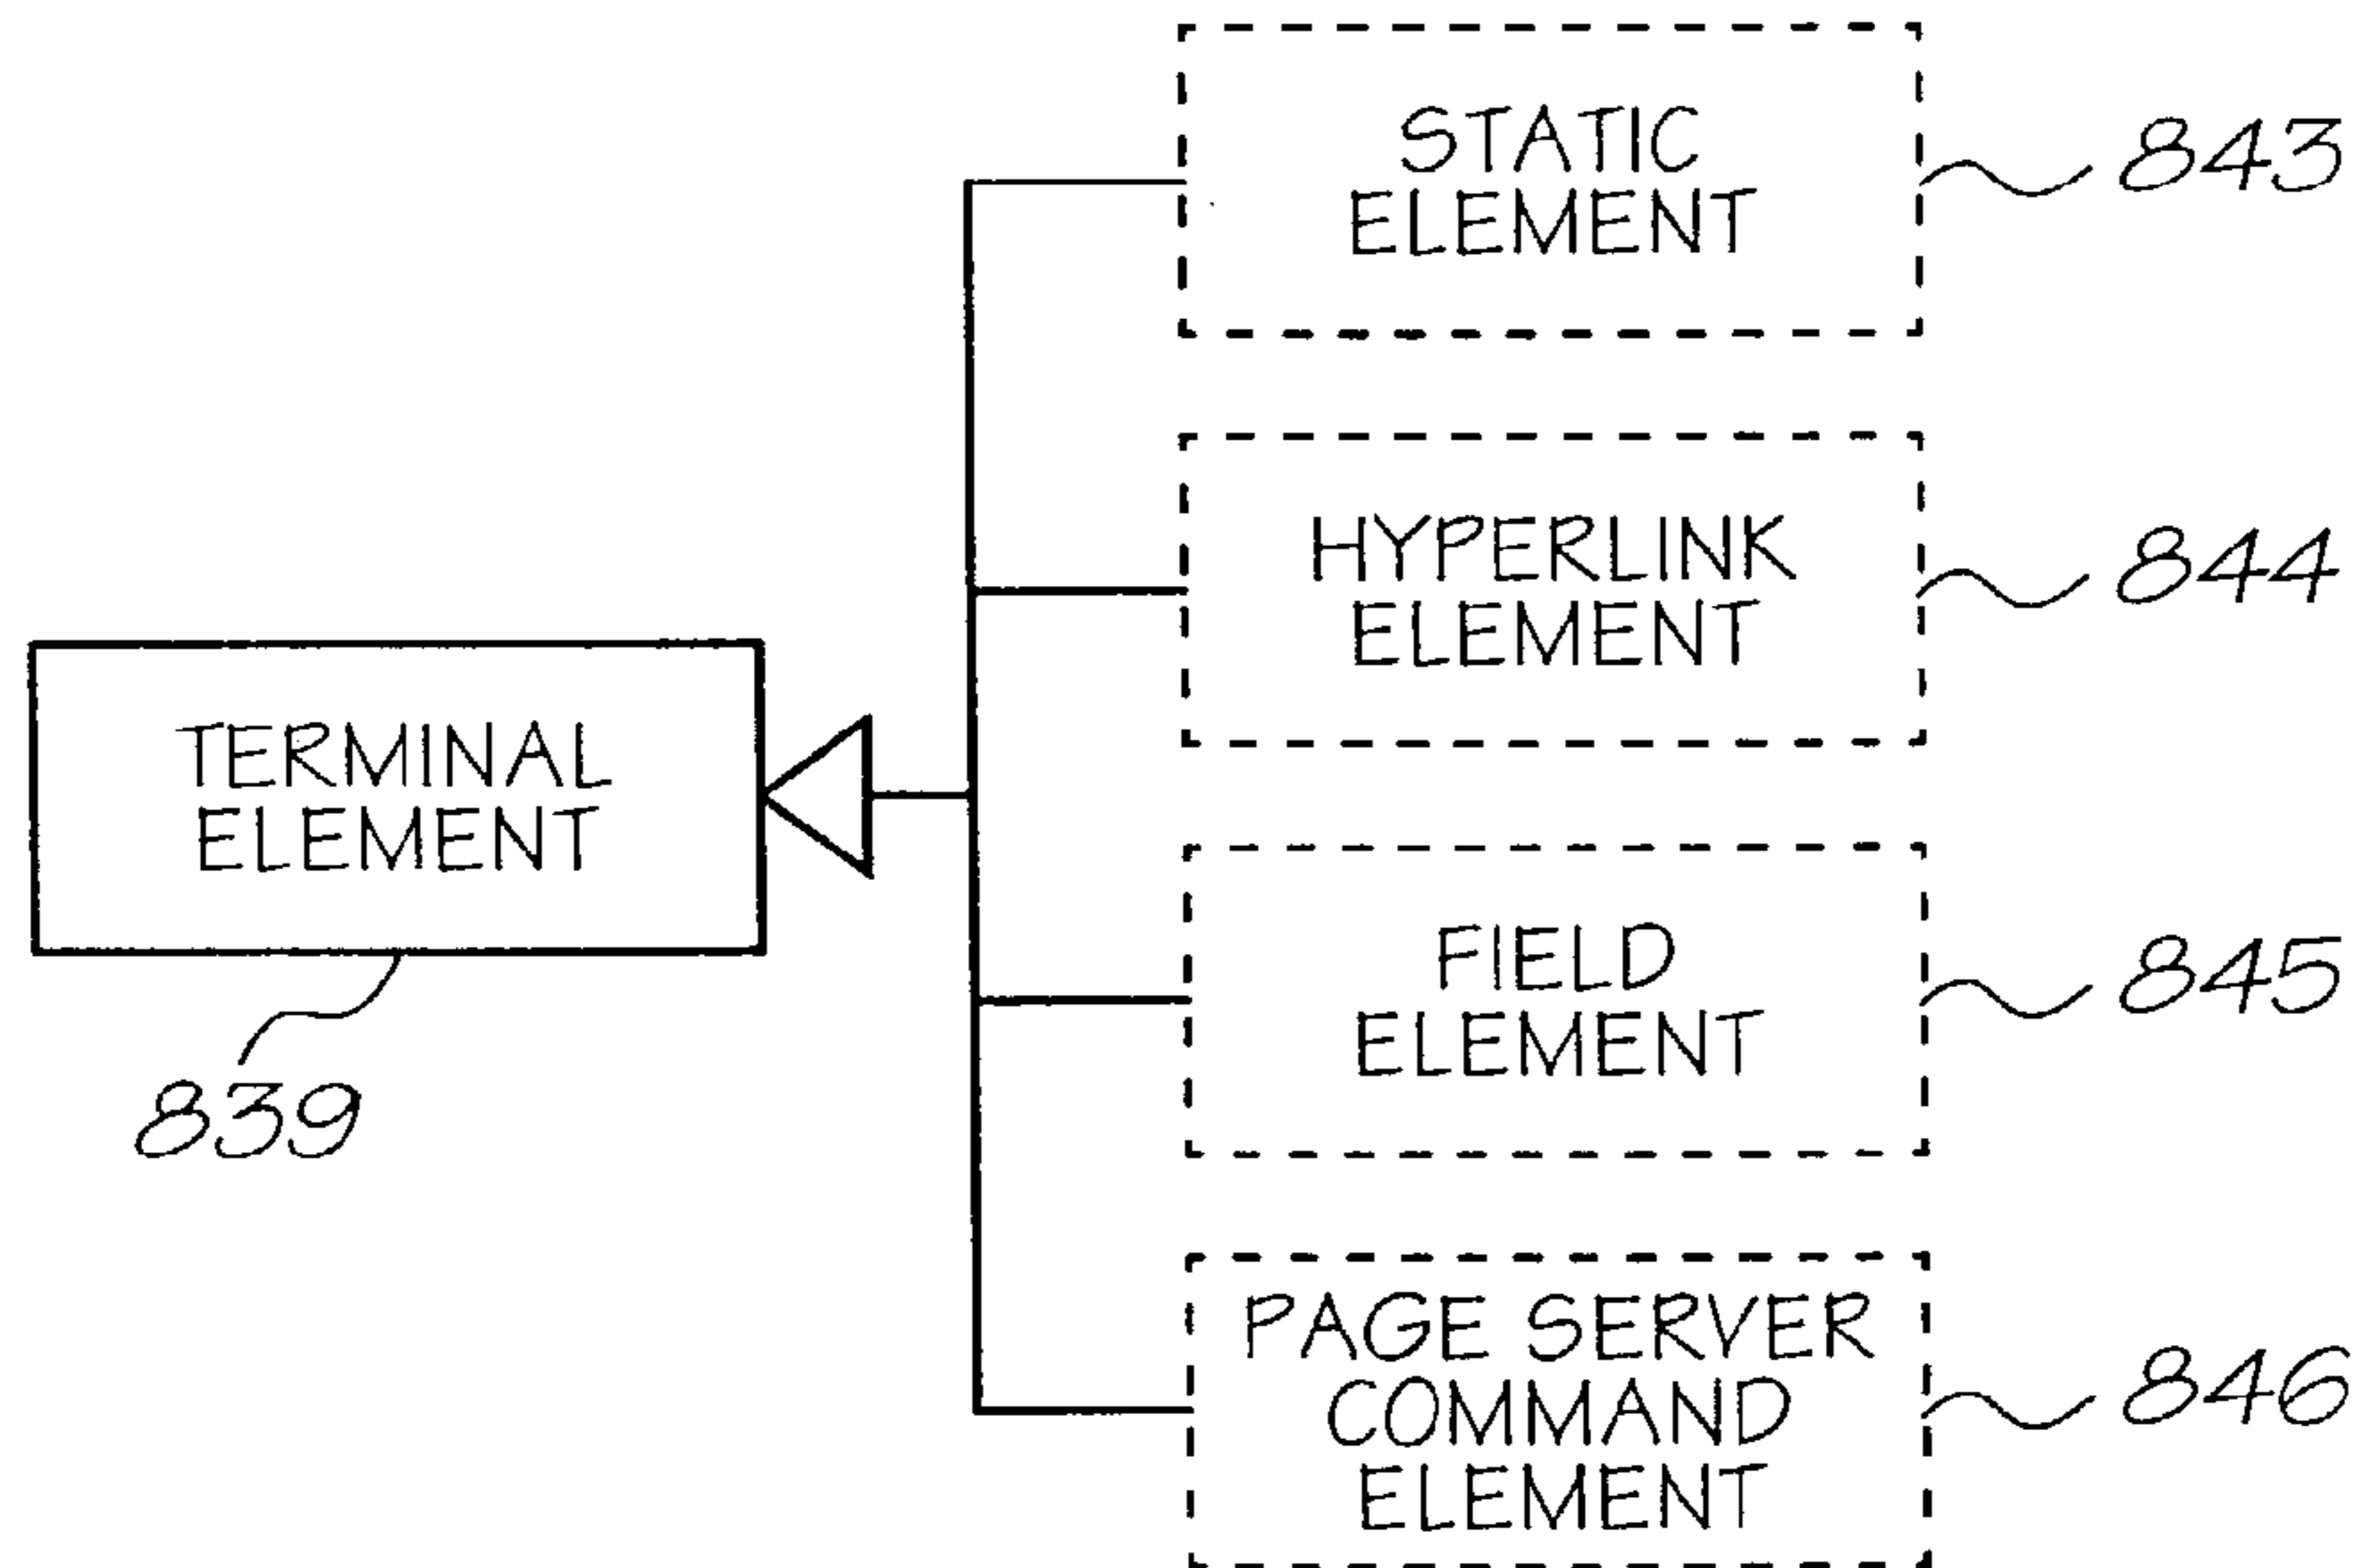 STATIC
ELEMENT
843
HYPERLINK
ELEMENT
844
TERMINAL
ELEMENT
839
FIELD
ELEMENT
845
PAGE SERVER
COMMAND
ELEMENT
846